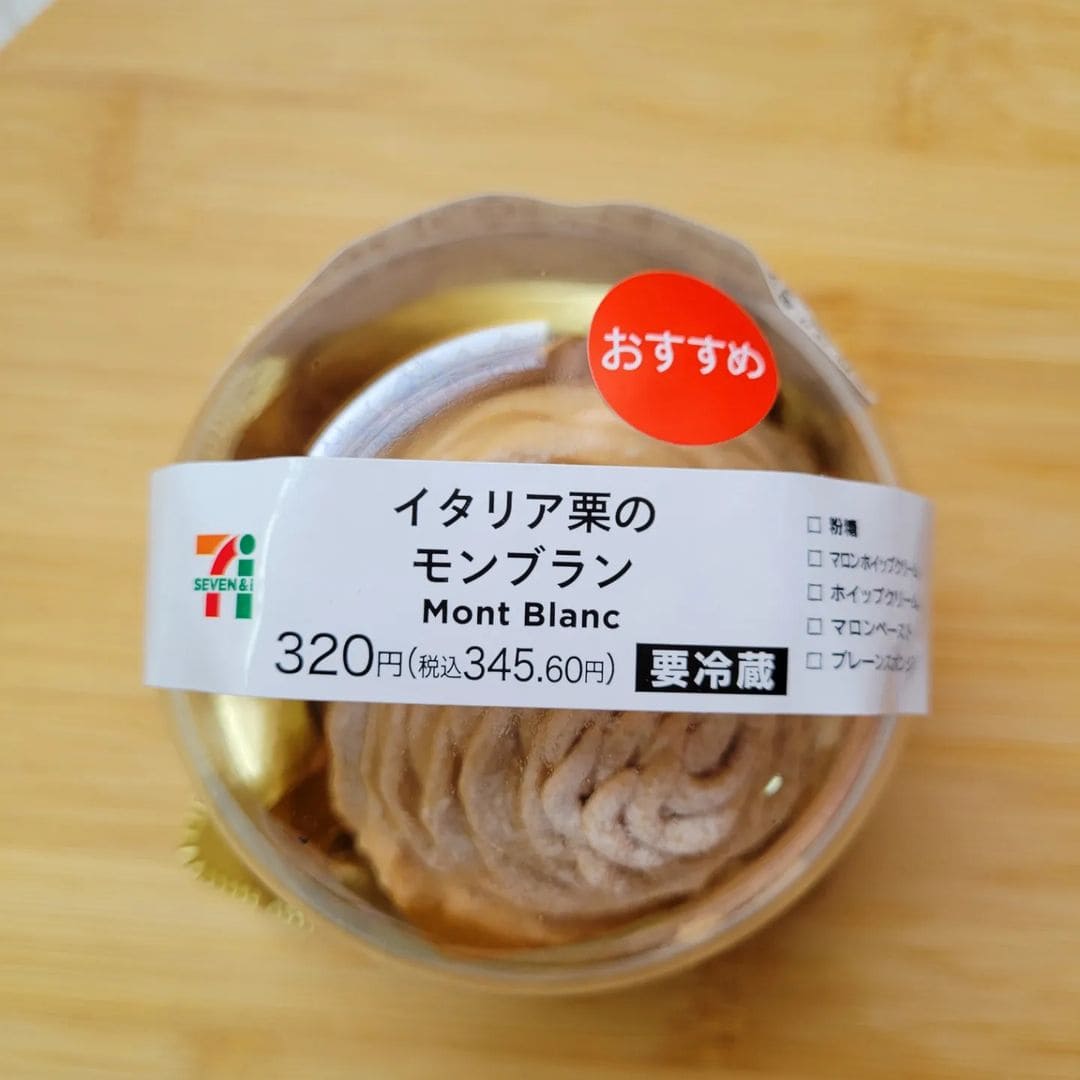 おすすめ
イタリア栗の
モンブラン
Mont Blanc
320円(税込345.60円)
要冷蔵
SEVEN&i
□ 粉糖
□ マロンホイップクリーム
□ ホイップクリーム
□ マロンペースト
□ プレーンスポンジ